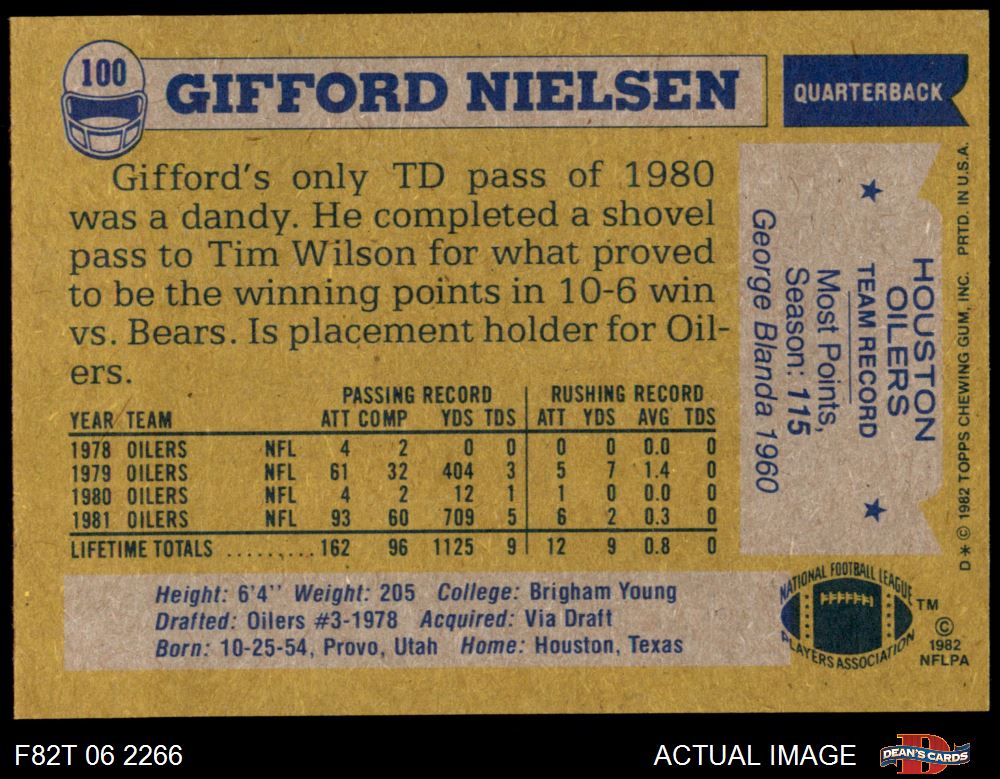 100
GIFFORD NIELSEN
QUARTERBACK
Gifford's only TD pass of 1980
was a dandy. He completed a shovel
pass to Tim Wilson for what proved
to be the winning points in 10-6 win
vs. Bears. Is placement holder for Oil-
ers.
PASSING RECORD RUSHING RECORD
YEAR TEAM ATT COMP YDS TDS ATT YDS AVG TDS
1978 OILERS NFL 4 2 0 0 0 0 0.0 0
1979 OILERS NFL 61 32 404 3 5 7 1.4 0
1980 OILERS NFL 4 2 12 1 1 0 0.0 0
1981 OILERS NFL 93 60 709 5 6 2 0.3 0
LIFETIME TOTALS ......... 162 96 1125 9 12 9 0.8 0
Height: 6'4'' Weight: 205 College: Brigham Young
Drafted: Oilers #3-1978 Acquired: Via Draft
Born: 10-25-54, Provo, Utah Home: Houston, Texas
HOUSTON
OILERS
TEAM RECORD
Most Points,
Season: 115
George Blanda 1960
D* © 1982 TOPPS CHEWING GUM, INC. PRTD. IN U.S.A.
NATIONAL FOOTBALL LEAGUE
PLAYERS ASSOCIATION
TM
©
1982
NFLPA
F82T 06 2266
ACTUAL IMAGE
DEAN'S CARDS